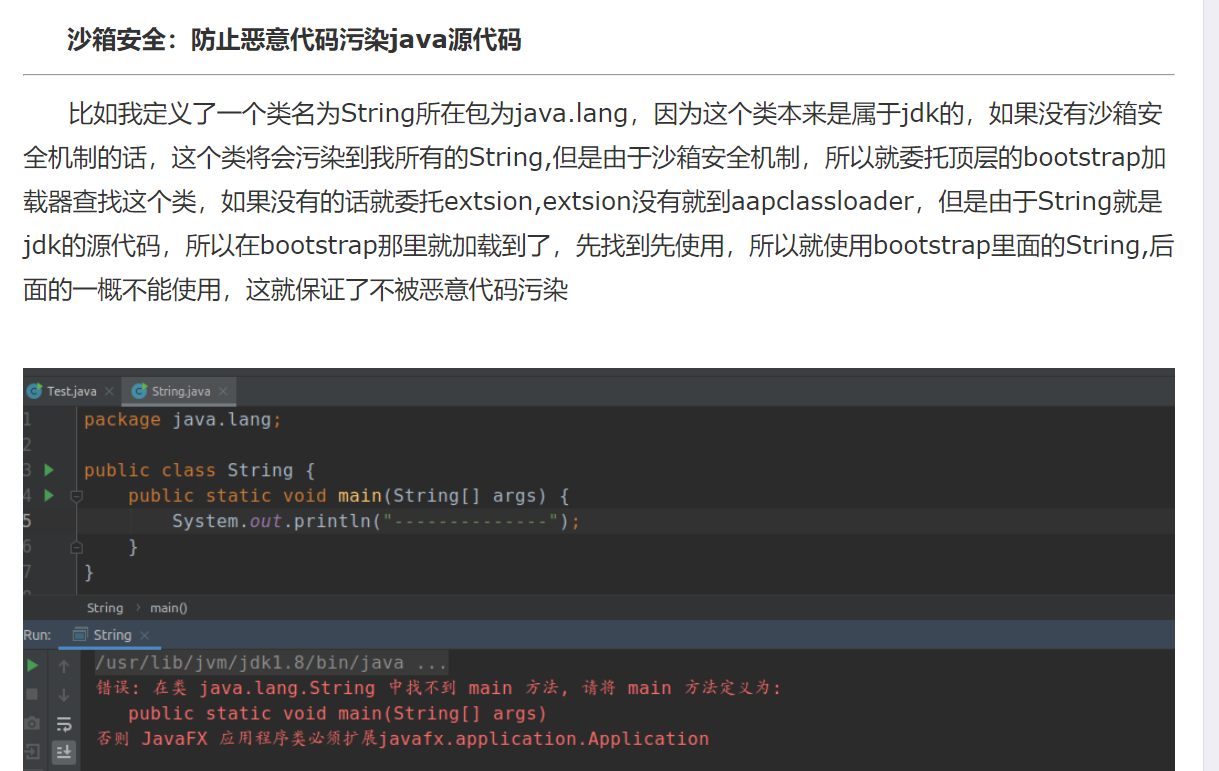 沙箱安全：防止恶意代码污染java源代码
比如我定义了一个类名为String所在包为java.lang，因为这个类本来是属于jdk的，如果没有沙箱安
全机制的话，这个类将会污染到我所有的String,但是由于沙箱安全机制，所以就委托顶层的bootstrap加
载器查找这个类，如果没有的话就委托extsion,extsion没有就到aapclassloader，但是由于String就是
jdk的源代码，所以在bootstrap那里就加载到了，先找到先使用，所以就使用bootstrap里面的String,后
面的一概不能使用，这就保证了不被恶意代码污染
Test.java String.java
1 package java.lang;
2
3 public class String {
4 public static void main(String[] args) {
5 System.out.println("--------------");
6 }
7 }
String › main()
Run: String
/usr/lib/jvm/jdk1.8/bin/java ...
错误: 在类 java.lang.String 中找不到 main 方法, 请将 main 方法定义为:
public static void main(String[] args)
否则 JavaFX 应用程序类必须扩展javafx.application.Application